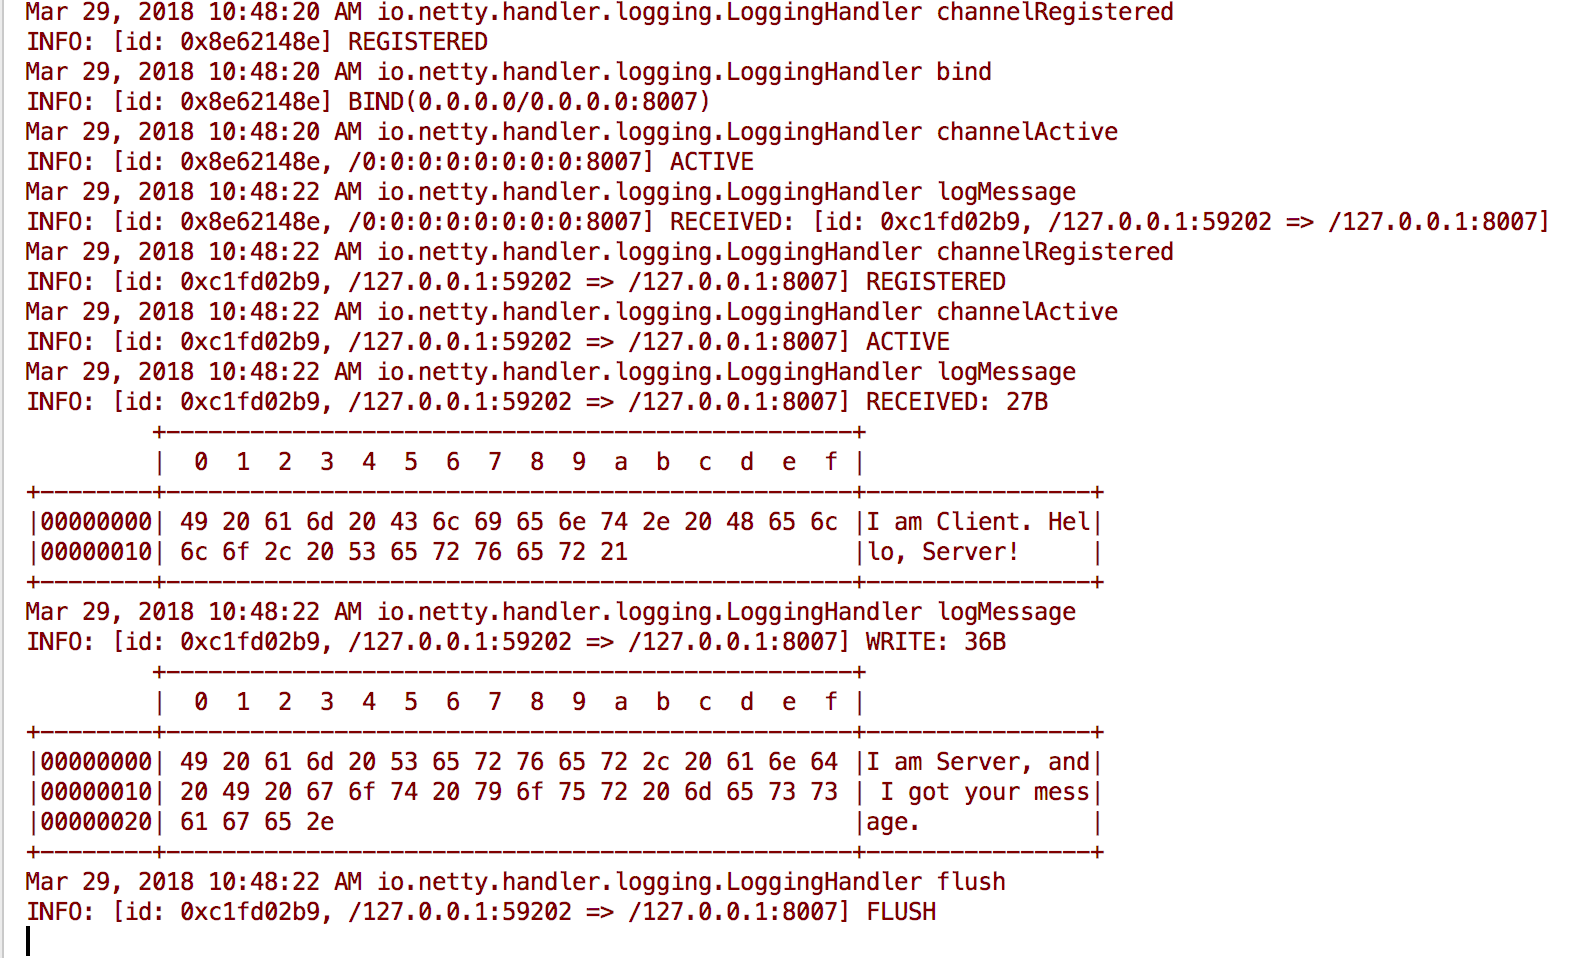 Mar 29, 2018 10:48:20 AM io.netty.handler.logging.LoggingHandler channelRegistered
INFO: [id: 0x8e62148e] REGISTERED
Mar 29, 2018 10:48:20 AM io.netty.handler.logging.LoggingHandler bind
INFO: [id: 0x8e62148e] BIND(0.0.0.0/0.0.0.0:8007)
Mar 29, 2018 10:48:20 AM io.netty.handler.logging.LoggingHandler channelActive
INFO: [id: 0x8e62148e, /0:0:0:0:0:0:0:0:8007] ACTIVE
Mar 29, 2018 10:48:22 AM io.netty.handler.logging.LoggingHandler logMessage
INFO: [id: 0x8e62148e, /0:0:0:0:0:0:0:0:8007] RECEIVED: [id: 0xc1fd02b9, /127.0.0.1:59202 => /127.0.0.1:8007]
Mar 29, 2018 10:48:22 AM io.netty.handler.logging.LoggingHandler channelRegistered
INFO: [id: 0xc1fd02b9, /127.0.0.1:59202 => /127.0.0.1:8007] REGISTERED
Mar 29, 2018 10:48:22 AM io.netty.handler.logging.LoggingHandler channelActive
INFO: [id: 0xc1fd02b9, /127.0.0.1:59202 => /127.0.0.1:8007] ACTIVE
Mar 29, 2018 10:48:22 AM io.netty.handler.logging.LoggingHandler logMessage
INFO: [id: 0xc1fd02b9, /127.0.0.1:59202 => /127.0.0.1:8007] RECEIVED: 27B
         +-------------------------------------------------+
         |  0  1  2  3  4  5  6  7  8  9  a  b  c  d  e  f |
+--------+-------------------------------------------------+----------------+
|00000000| 49 20 61 6d 20 43 6c 69 65 6e 74 2e 20 48 65 6c |I am Client. Hel|
|00000010| 6c 6f 2c 20 53 65 72 76 65 72 21                |lo, Server!     |
+--------+-------------------------------------------------+----------------+
Mar 29, 2018 10:48:22 AM io.netty.handler.logging.LoggingHandler logMessage
INFO: [id: 0xc1fd02b9, /127.0.0.1:59202 => /127.0.0.1:8007] WRITE: 36B
         +-------------------------------------------------+
         |  0  1  2  3  4  5  6  7  8  9  a  b  c  d  e  f |
+--------+-------------------------------------------------+----------------+
|00000000| 49 20 61 6d 20 53 65 72 76 65 72 2c 20 61 6e 64 |I am Server, and|
|00000010| 20 49 20 67 6f 74 20 79 6f 75 72 20 6d 65 73 73 | I got your mess|
|00000020| 61 67 65 2e                                     |age.            |
+--------+-------------------------------------------------+----------------+
Mar 29, 2018 10:48:22 AM io.netty.handler.logging.LoggingHandler flush
INFO: [id: 0xc1fd02b9, /127.0.0.1:59202 => /127.0.0.1:8007] FLUSH